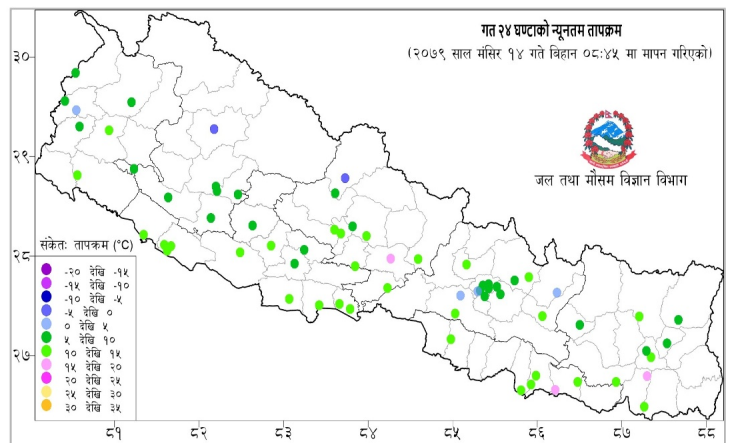 गत २४ घण्टाको न्यूनतम तापक्रम
(२०७९ साल मंसिर १४ गते बिहान ०८:४५ मा मापन गरिएको)
जल तथा मौसम विज्ञान विभाग
३०
२९
२८
२७
संकेत: तापक्रम (°C)
-२० देखि -१५
-१५ देखि -१०
-१० देखि -५
-५ देखि ०
० देखि ५
५ देखि १०
१० देखि १५
१५ देखि २०
२० देखि २५
२५ देखि ३०
३० देखि ३५
८१ ८२ ८३ ८४ ८५ ८६ ८७ ८८